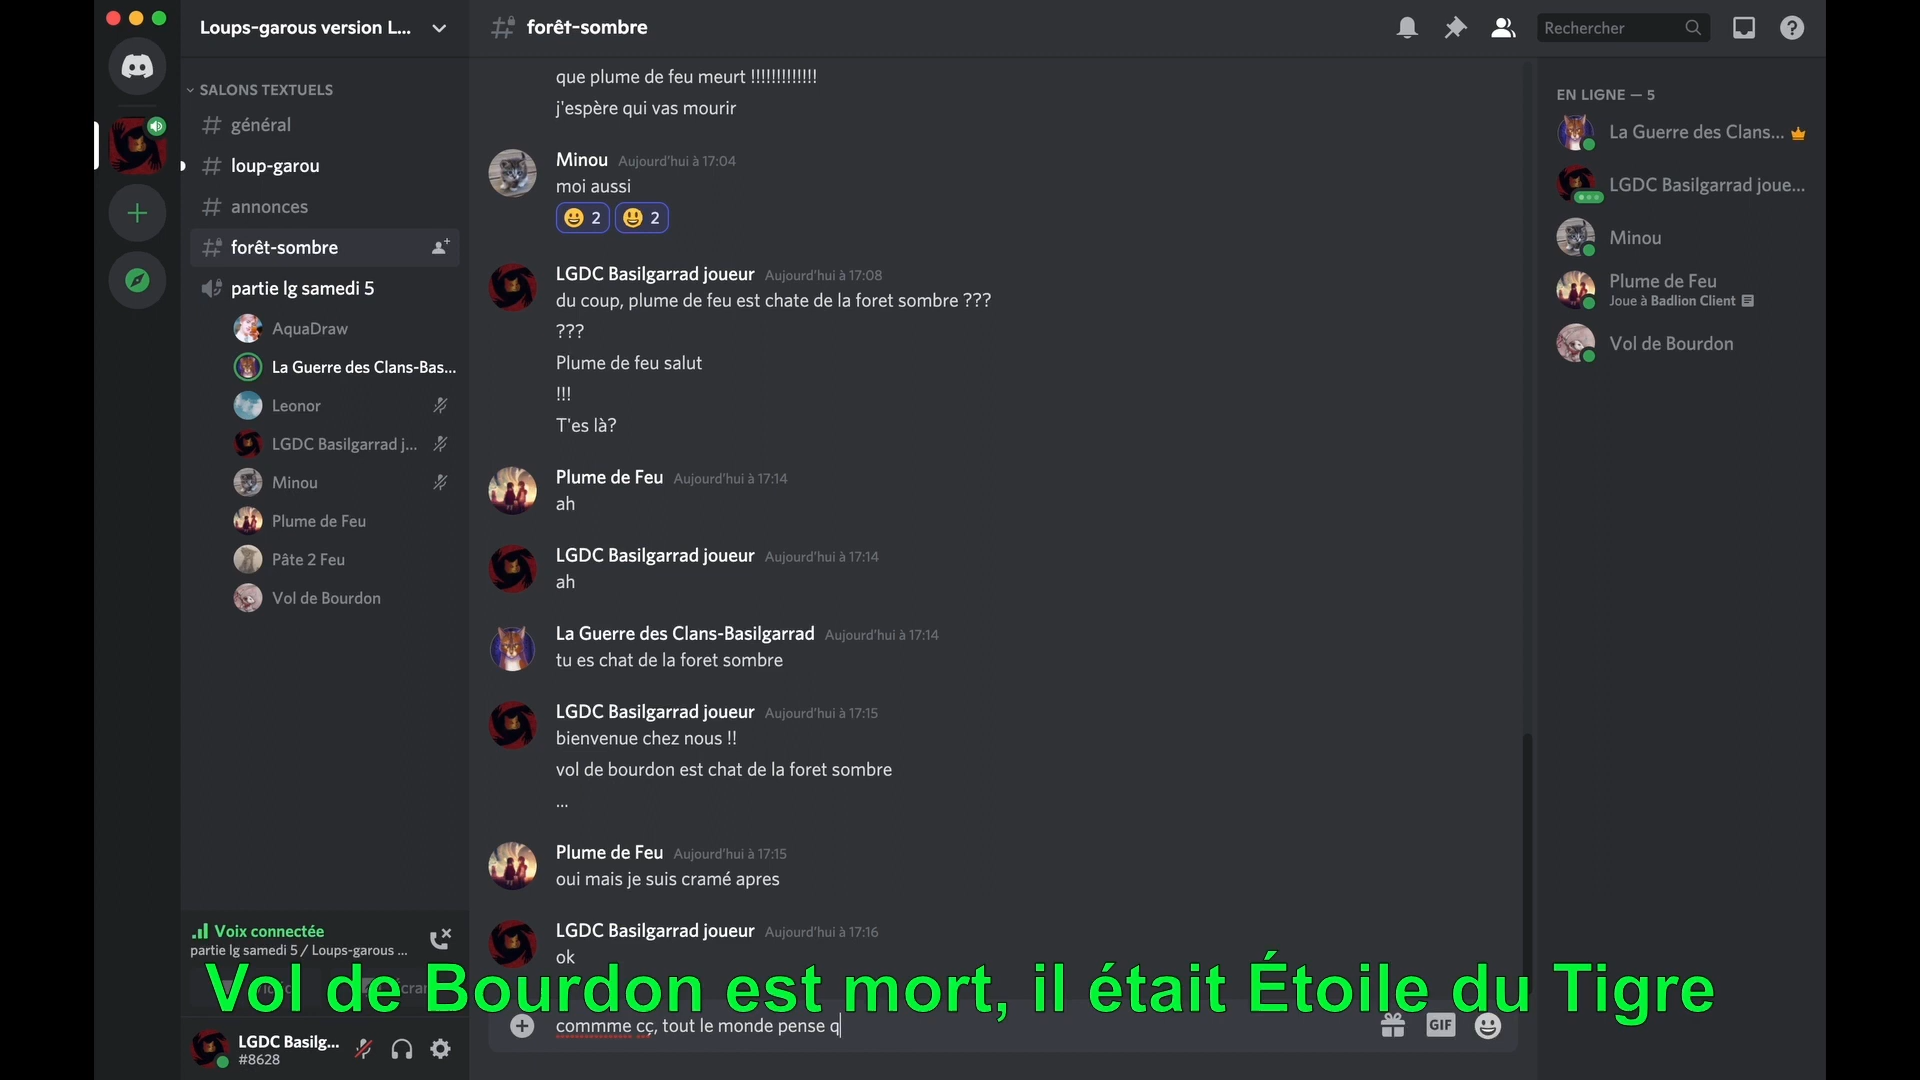 Loups-garous version L...
SALONS TEXTUELS
général
loup-garou
annonces
forêt-sombre
partie lg samedi 5
AquaDraw
La Guerre des Clans-Bas...
Leonor
LGDC Basilgarrad j...
Minou
Plume de Feu
Pâte 2 Feu
Vol de Bourdon
Voix connectée
partie lg samedi 5 / Loups-garous ...
LGDC Basilg...
#8628
forêt-sombre
Rechercher
que plume de feu meurt !!!!!!!!!!!!!
j'espère qui vas mourir
Minou Aujourd'hui à 17:04
moi aussi
2 2
LGDC Basilgarrad joueur Aujourd'hui à 17:08
du coup, plume de feu est chate de la foret sombre ???
???
Plume de feu salut
!!!
T'es là?
Plume de Feu Aujourd'hui à 17:14
ah
LGDC Basilgarrad joueur Aujourd'hui à 17:14
ah
La Guerre des Clans-Basilgarrad Aujourd'hui à 17:14
tu es chat de la foret sombre
LGDC Basilgarrad joueur Aujourd'hui à 17:15
bienvenue chez nous !!
vol de bourdon est chat de la foret sombre
...
Plume de Feu Aujourd'hui à 17:15
oui mais je suis cramé apres
LGDC Basilgarrad joueur Aujourd'hui à 17:16
ok
Vol de Bourdon est mort, il était Étoile du Tigre
commme cç, tout le monde pense q
GIF
EN LIGNE — 5
La Guerre des Clans...
LGDC Basilgarrad joue...
Minou
Plume de Feu
Joue à Badlion Client
Vol de Bourdon